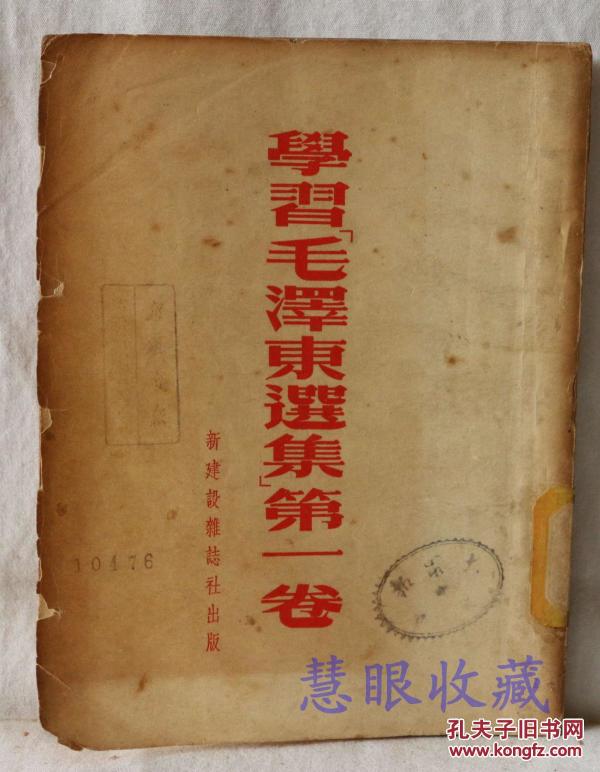 學習「毛澤東選集」第一卷
新建設雜誌社出版
10476
慧眼收藏
孔夫子旧书网
www.kongfz.com